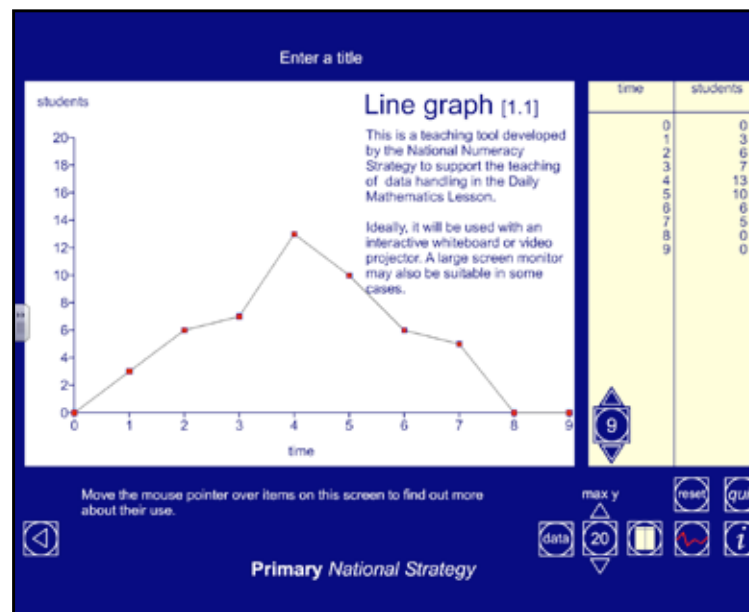 Enter a title
students
Line graph [1.1]
This is a teaching tool developed
by the National Numeracy
Strategy to support the teaching
of data handling in the Daily
Mathematics Lesson.
Ideally, it will be used with an
interactive whiteboard or video
projector. A large screen monitor
may also be suitable in some
cases.
20
18
16
14
12
10
8
6
4
2
0
0 1 2 3 4 5 6 7 8 9
time
time students
0 0
1 3
2 6
3 7
4 13
5 10
6 6
7 5
8 0
9 0
9
Move the mouse pointer over items on this screen to find out more
about their use.
max y
reset
data
20
i
Primary National Strategy